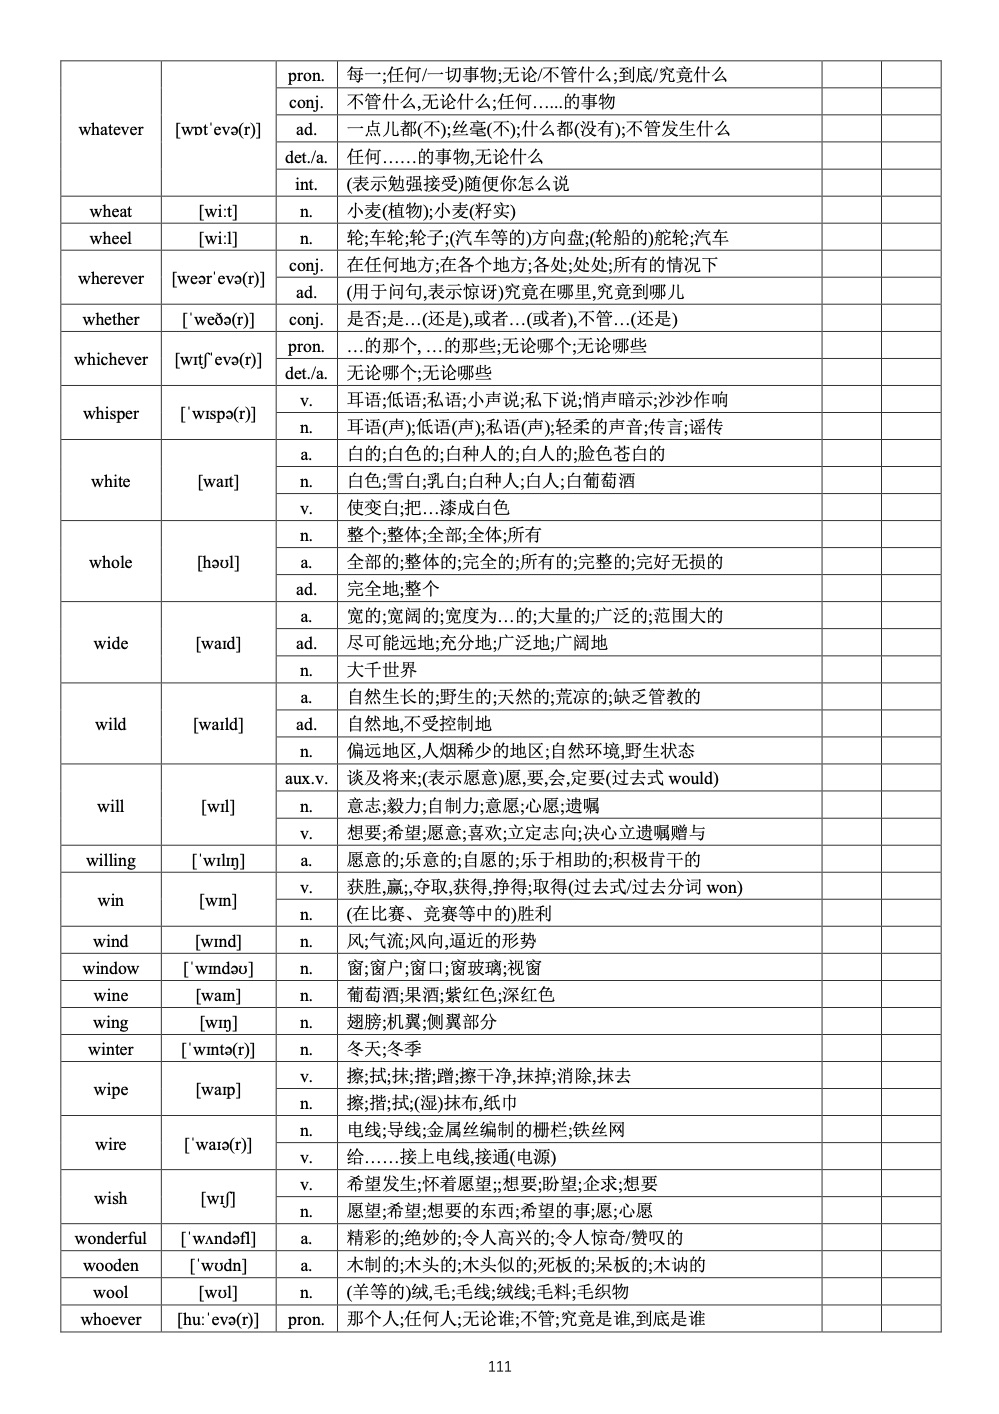 whatever [wɒtˈevə(r)] pron. 每一;任何/一切事物;无论/不管什么;到底/究竟什么
conj. 不管什么,无论什么;任何…...的事物
ad. 一点儿都(不);丝毫(不);什么都(没有);不管发生什么
det./a. 任何……的事物,无论什么
int. (表示勉强接受)随便你怎么说
wheat [wi:t] n. 小麦(植物);小麦(籽实)
wheel [wi:l] n. 轮;车轮;轮子;(汽车等的)方向盘;(轮船的)舵轮;汽车
wherever [weərˈevə(r)] conj. 在任何地方;在各个地方;各处;处处;所有的情况下
ad. (用于问句,表示惊讶)究竟在哪里,究竟到哪儿
whether [ˈweðə(r)] conj. 是否;是…(还是),或者…(或者),不管…(还是)
whichever [wɪtʃˈevə(r)] pron. …的那个, …的那些;无论哪个;无论哪些
det./a. 无论哪个;无论哪些
whisper [ˈwɪspə(r)] v. 耳语;低语;私语;小声说;私下说;悄声暗示;沙沙作响
n. 耳语(声);低语(声);私语(声);轻柔的声音;传言;谣传
white [waɪt] a. 白的;白色的;白种人的;白人的;脸色苍白的
n. 白色;雪白;乳白;白种人;白人;白葡萄酒
v. 使变白;把…漆成白色
whole [həʊl] n. 整个;整体;全部;全体;所有
a. 全部的;整体的;完全的;所有的;完整的;完好无损的
ad. 完全地;整个
wide [waɪd] a. 宽的;宽阔的;宽度为…的;大量的;广泛的;范围大的
ad. 尽可能远地;充分地;广泛地;广阔地
n. 大千世界
wild [waɪld] a. 自然生长的;野生的;天然的;荒凉的;缺乏管教的
ad. 自然地,不受控制地
n. 偏远地区,人烟稀少的地区;自然环境,野生状态
will [wɪl] aux.v. 谈及将来;(表示愿意)愿,要,会,定要(过去式 would)
n. 意志;毅力;自制力;意愿;心愿;遗嘱
v. 想要;希望;愿意;喜欢;立定志向;决心立遗嘱赠与
willing [ˈwɪlɪŋ] a. 愿意的;乐意的;自愿的;乐于相助的;积极肯干的
win [wɪn] v. 获胜,赢;,夺取,获得,挣得;取得(过去式/过去分词 won)
n. (在比赛、竞赛等中的)胜利
wind [wɪnd] n. 风;气流;风向,逼近的形势
window [ˈwɪndəʊ] n. 窗;窗户;窗口;窗玻璃;视窗
wine [waɪn] n. 葡萄酒;果酒;紫红色;深红色
wing [wɪŋ] n. 翅膀;机翼;侧翼部分
winter [ˈwɪntə(r)] n. 冬天;冬季
wipe [waɪp] v. 擦;拭;抹;揩;蹭;擦干净,抹掉;消除,抹去
n. 擦;揩;拭;(湿)抹布,纸巾
wire [ˈwaɪə(r)] n. 电线;导线;金属丝编制的栅栏;铁丝网
v. 给……接上电线,接通(电源)
wish [wɪʃ] v. 希望发生;怀着愿望;;想要;盼望;企求;想要
n. 愿望;希望;想要的东西;希望的事;愿;心愿
wonderful [ˈwʌndəfl] a. 精彩的;绝妙的;令人高兴的;令人惊奇/赞叹的
wooden [ˈwʊdn] a. 木制的;木头的;木头似的;死板的;呆板的;木讷的
wool [wʊl] n. (羊等的)绒,毛;毛线;绒线;毛料;毛织物
whoever [hu:ˈevə(r)] pron. 那个人;任何人;无论谁;不管;究竟是谁,到底是谁
111